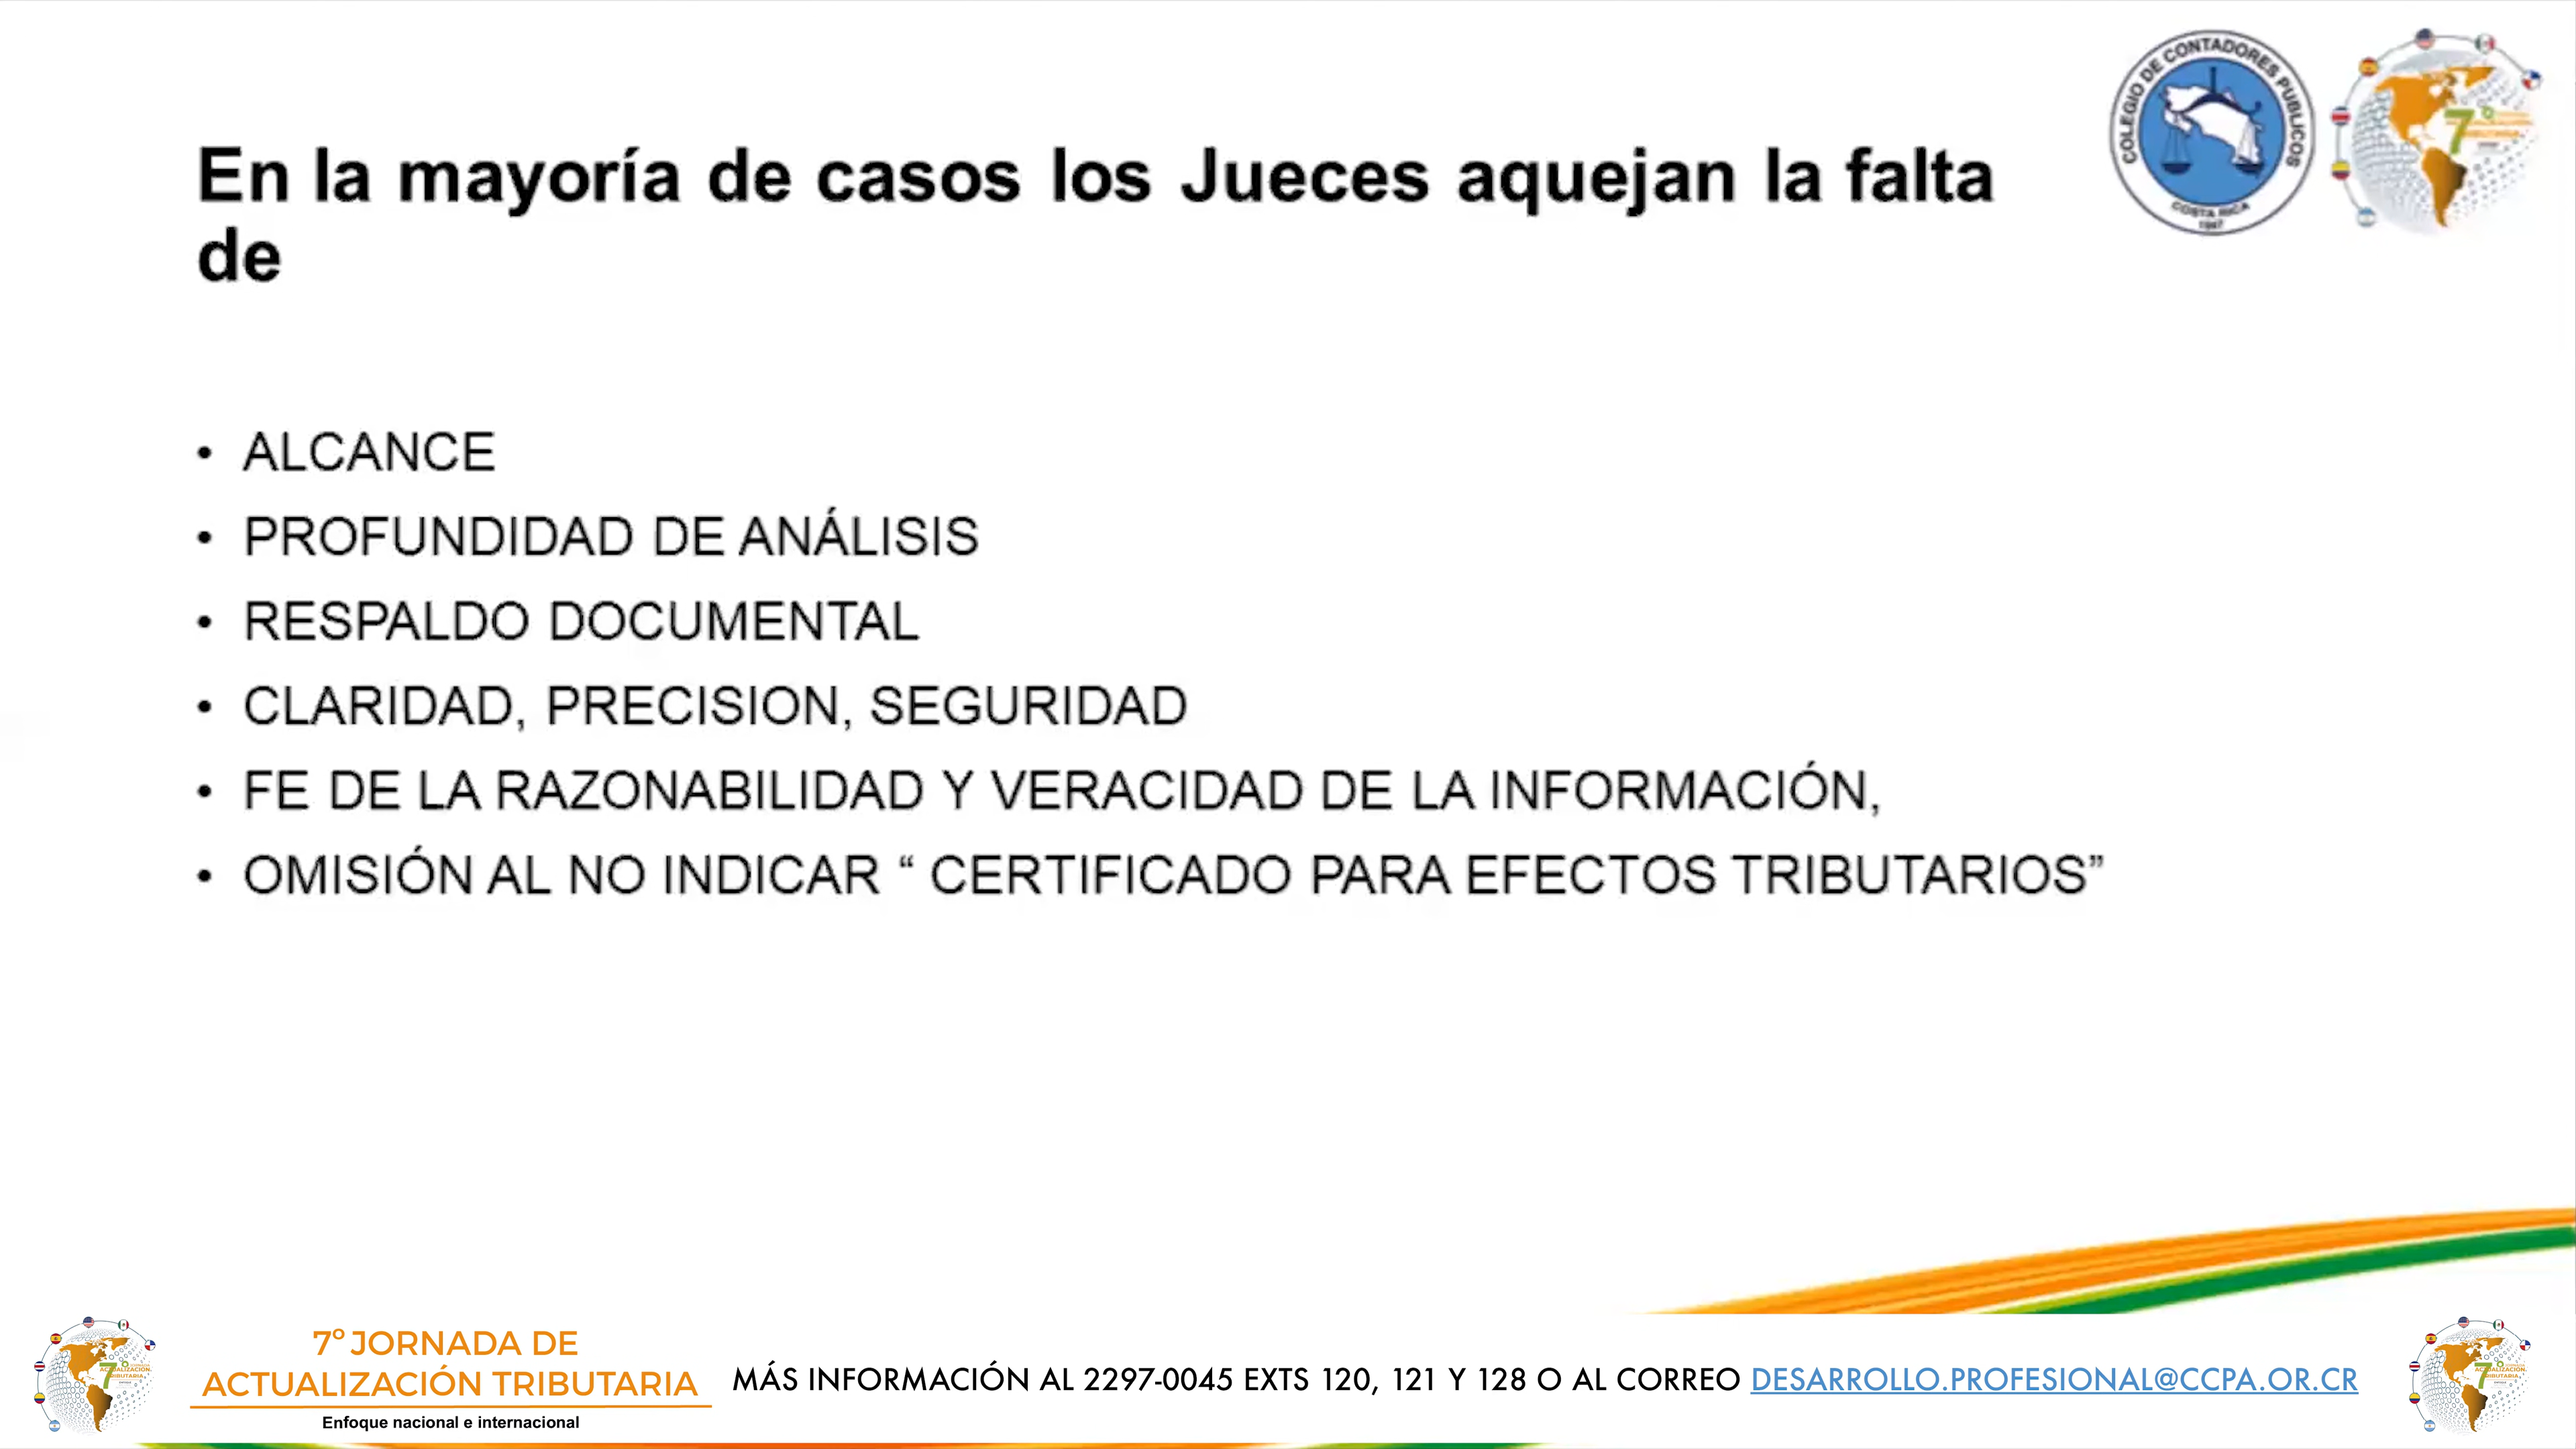 COLEGIO DE CONTADORES PUBLICOS
COSTA RICA
1947
7º
En la mayoría de casos los Jueces aquejan la falta
de
• ALCANCE
• PROFUNDIDAD DE ANÁLISIS
• RESPALDO DOCUMENTAL
• CLARIDAD, PRECISION, SEGURIDAD
• FE DE LA RAZONABILIDAD Y VERACIDAD DE LA INFORMACIÓN,
• OMISIÓN AL NO INDICAR “ CERTIFICADO PARA EFECTOS TRIBUTARIOS”
7º JORNADA DE
ACTUALIZACIÓN TRIBUTARIA
Enfoque nacional e internacional
MÁS INFORMACIÓN AL 2297-0045 EXTS 120, 121 Y 128 O AL CORREO DESARROLLO.PROFESIONAL@CCPA.OR.CR